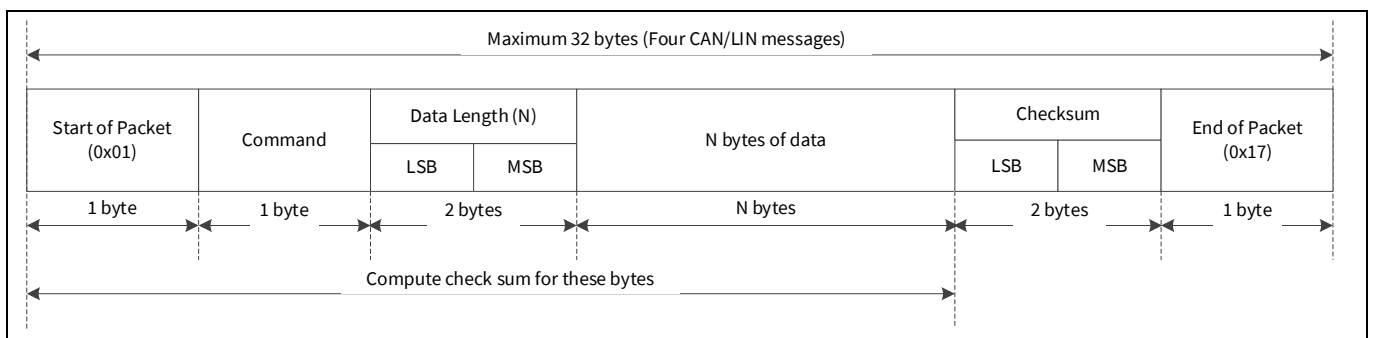 Maximum 32 bytes (Four CAN/LIN messages)
Start of Packet
(0x01)
Command
Data Length (N)
LSB
MSB
N bytes of data
Checksum
LSB
MSB
End of Packet
(0x17)
1 byte
1 byte
2 bytes
N bytes
2 bytes
1 byte
Compute check sum for these bytes